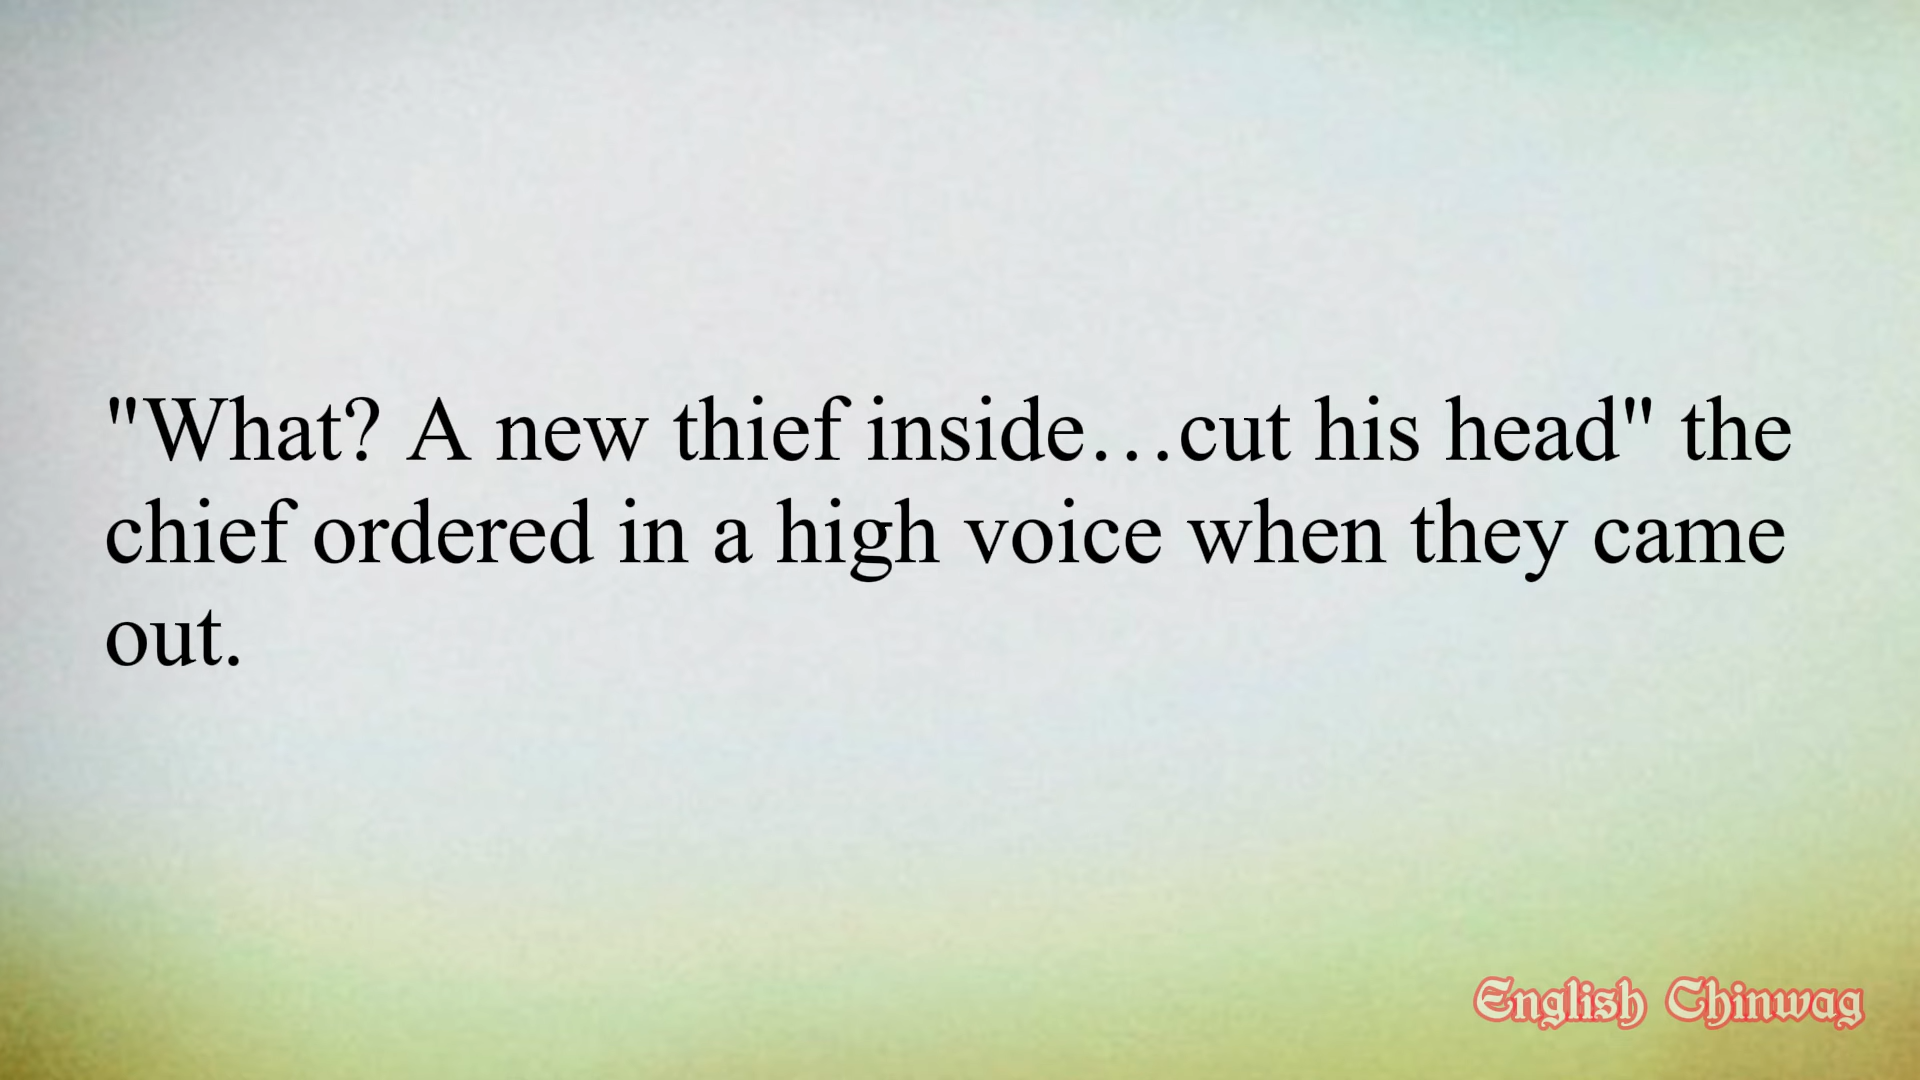 "What? A new thief inside…cut his head" the
chief ordered in a high voice when they came
out.
English Chinwag